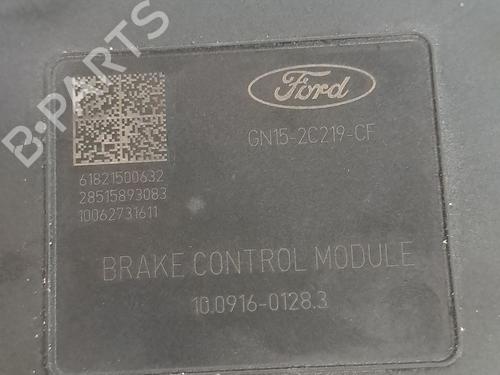 Ford
GN15-2C219-CF
61821500632
28515893083
10062731611
BRAKE CONTROL MODULE
10.0916-0128.3
B-PARTS